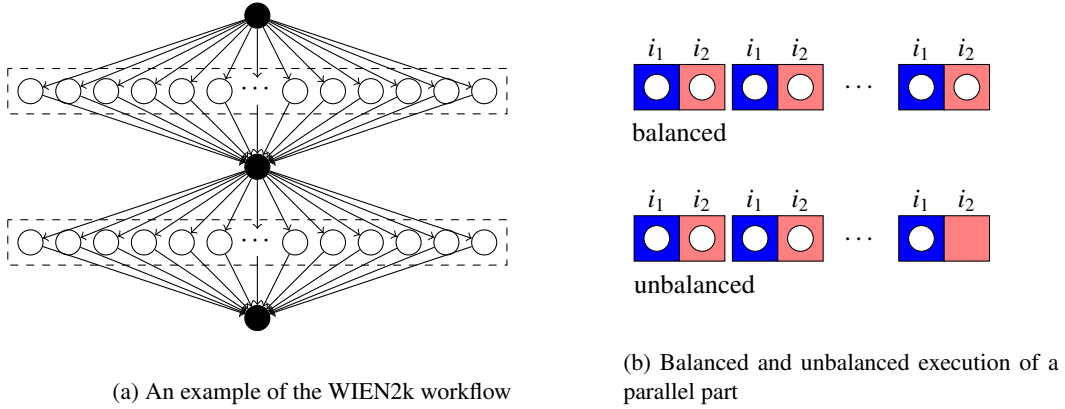 ···
···
(a) An example of the WIEN2k workflow
i₁ i₂ i₁ i₂ i₁ i₂
···
balanced
i₁ i₂ i₁ i₂ i₁ i₂
···
unbalanced
(b) Balanced and unbalanced execution of a
parallel part